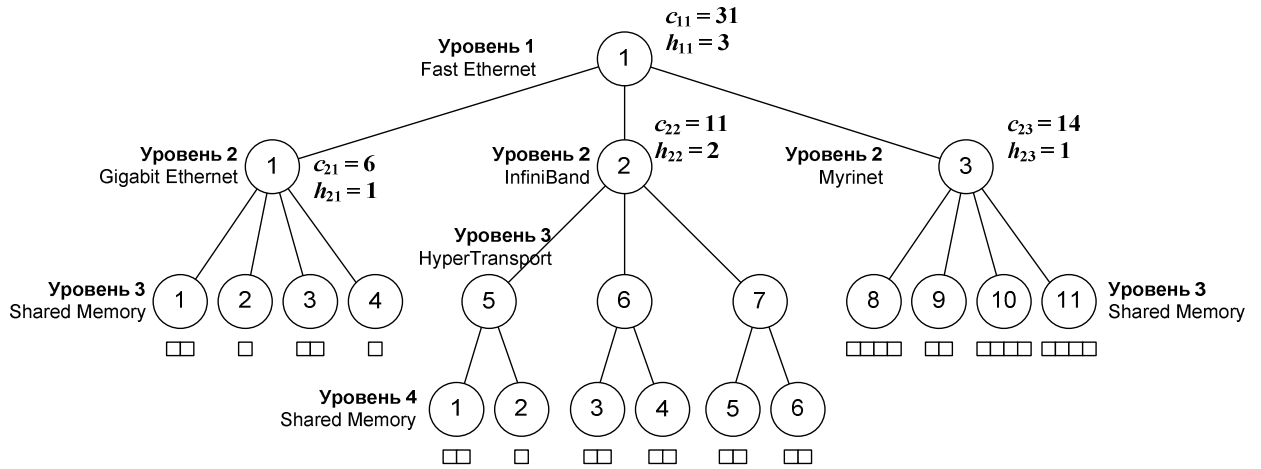 c₁₁ = 31
h₁₁ = 3
Уровень 1
Fast Ethernet
1
c₂₂ = 11
h₂₂ = 2
c₂₃ = 14
h₂₃ = 1
Уровень 2
Gigabit Ethernet
1
c₂₁ = 6
h₂₁ = 1
Уровень 2
InfiniBand
2
Уровень 2
Myrinet
3
Уровень 3
HyperTransport
Уровень 3
Shared Memory
1 2 3 4 5 6 7 8 9 10 11
Уровень 3
Shared Memory
Уровень 4
Shared Memory
1 2 3 4 5 6